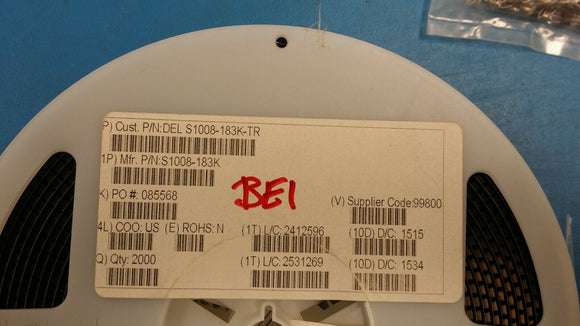 P) Cust. P/N:DEL S1008-183K-TR
1P) Mfr. P/N:S1008-183K
K) PO #: 085568
BEI
(V) Supplier Code:99800
4L) COO: US (E) ROHS: N (1T) L/C:2412596 (10D) D/C: 1515
Q) Qty: 2000 (1T) L/C:2531269 (10D) D/C: 1534